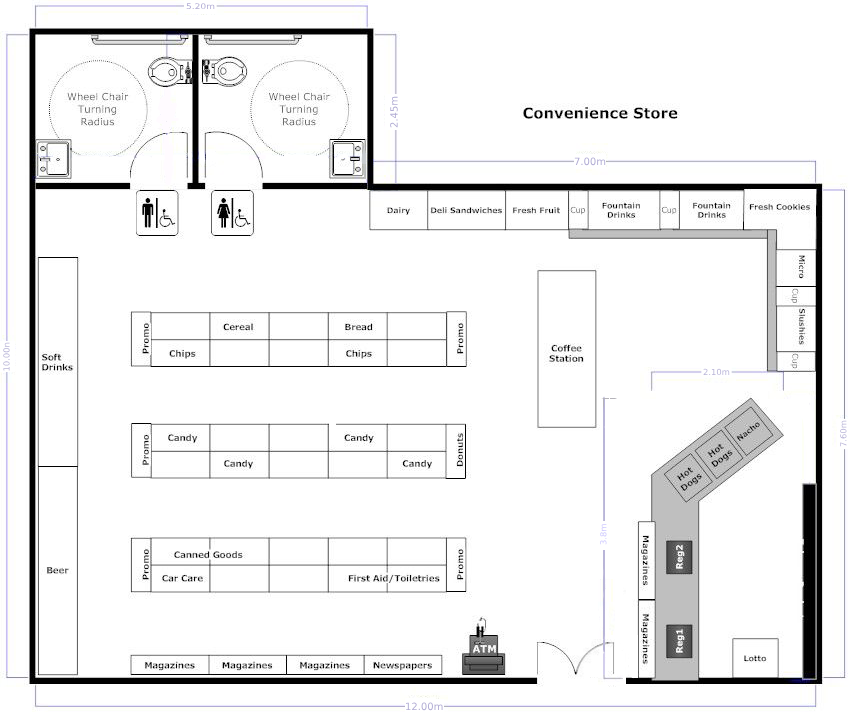 5.20m
Wheel Chair
Turning
Radius
Wheel Chair
Turning
Radius
2.45m
Convenience Store
7.00m
Dairy
Deli Sandwiches
Fresh Fruit
Cup
Fountain
Drinks
Cup
Fountain
Drinks
Fresh Cookies
Micro
Cup
Slushies
Cup
10.00m
Soft
Drinks
Beer
Promo
Cereal
Bread
Chips
Chips
Promo
Coffee
Station
2.10m
7.60m
Promo
Candy
Candy
Candy
Candy
Donuts
Nacho
Hot
Dogs
Hot
Dogs
3.8m
Promo
Canned Goods
Car Care
First Aid/Toiletries
Promo
Magazines
Reg2
Magazines
Reg1
Lotto
ATM
Magazines
Magazines
Magazines
Newspapers
12.00m